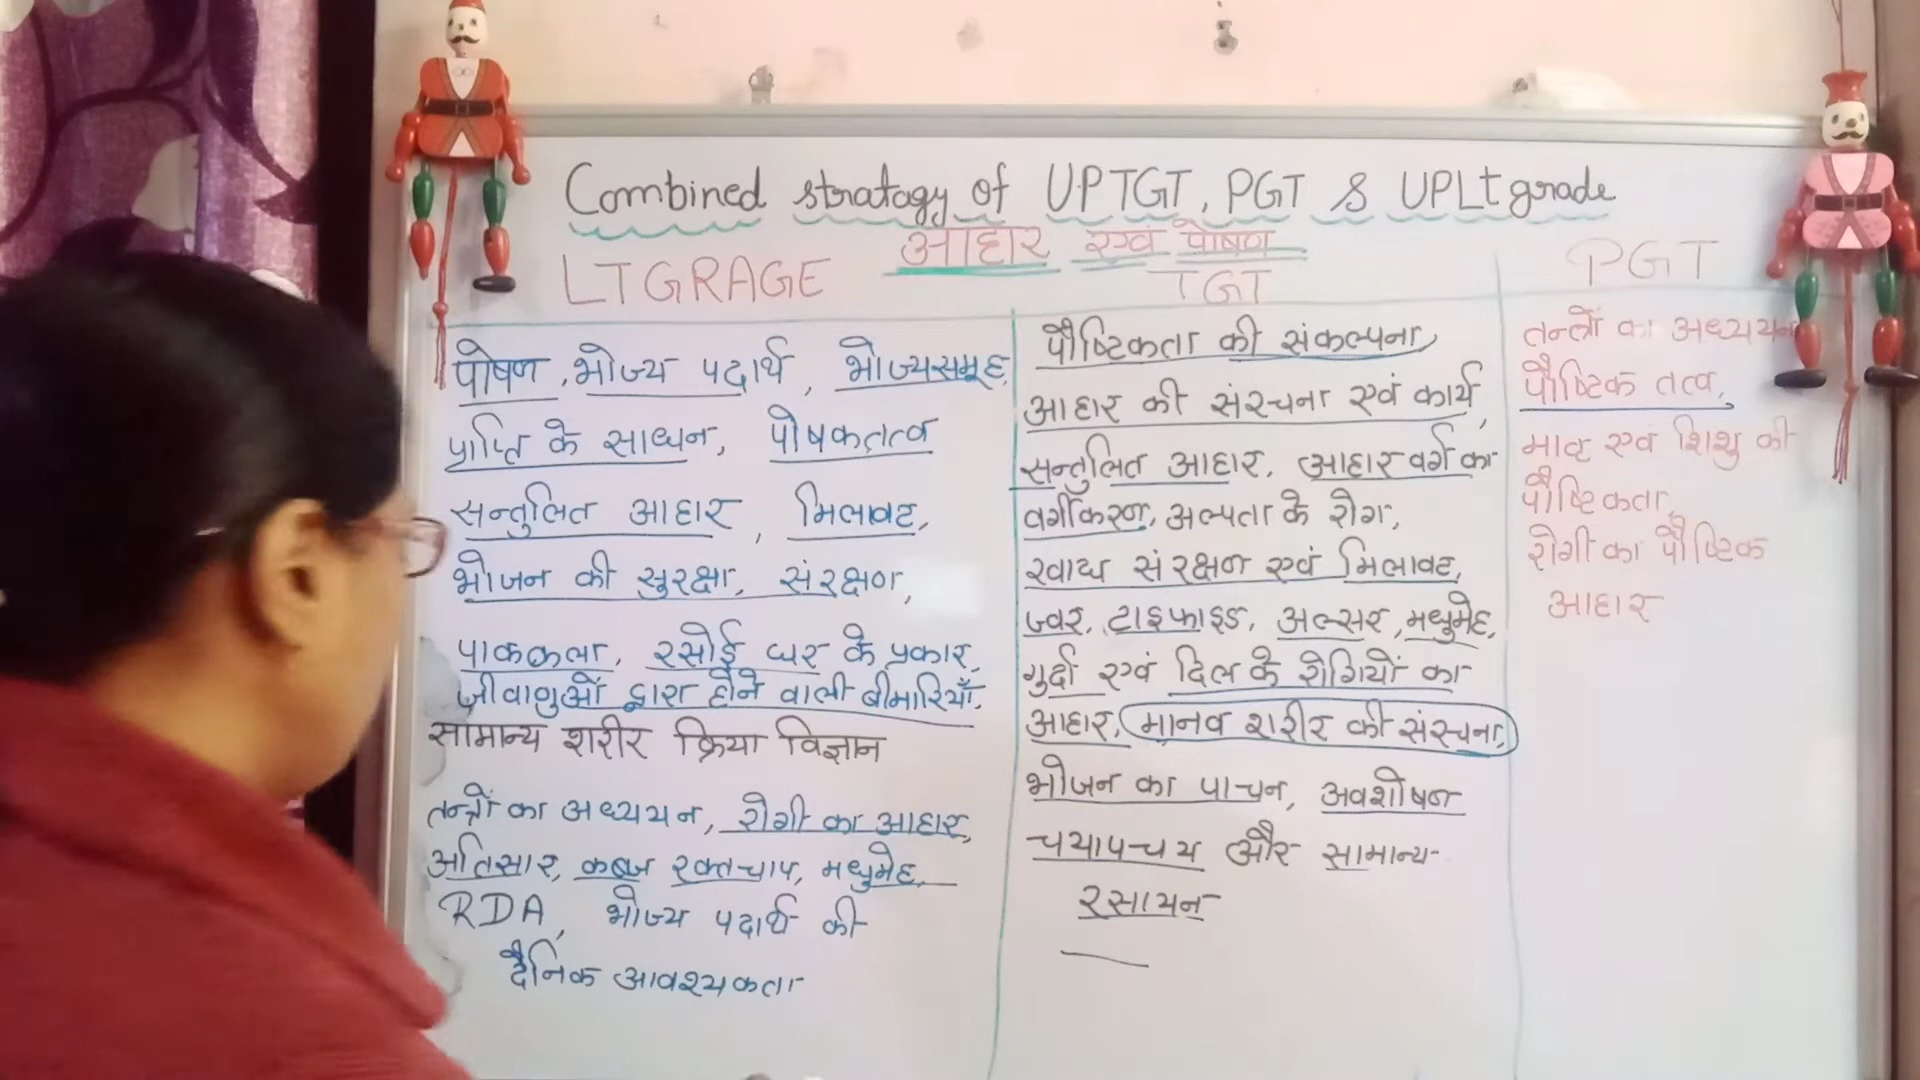 Combined stratagy of UPTGT, PGT & UPLt grade
आहार एवं पोषण
LTGRAGE
पोषण, भोज्य पदार्थ, भोज्यसमूह,
प्राप्ति के साधन, पोषकतत्व
सन्तुलित आहार, मिलावट,
भोजन की सुरक्षा, संरक्षण,
पाककला, रसोई घर के प्रकार,
जीवाणुओं द्वारा होने वाली बीमारियाँ,
सामान्य शरीर क्रिया विज्ञान
तन्त्रों का अध्ययन, रोगी का आहार,
अतिसार, कब्ज रक्तचाप, मधुमेह,
RDA, भोज्य पदार्थ की
दैनिक आवश्यकता
TGT
पौष्टिकता की संकल्पना,
आहार की संरचना एवं कार्य,
सन्तुलित आहार, आहार वर्ग का
वर्गीकरण, अल्पता के रोग,
खाद्य संरक्षण एवं मिलावट,
ज्वर, टाइफाइड, अल्सर, मधुमेह,
गुर्दा एवं दिल के रोगियों का
आहार, मानव शरीर की संरचना,
भोजन का पाचन, अवशोषण
चयापचय और सामान्य
रसायन
PGT
तन्त्रों का अध्ययन
पौष्टिक तत्व,
मातृ एवं शिशु की
पौष्टिकता,
रोगी का पौष्टिक
आहार